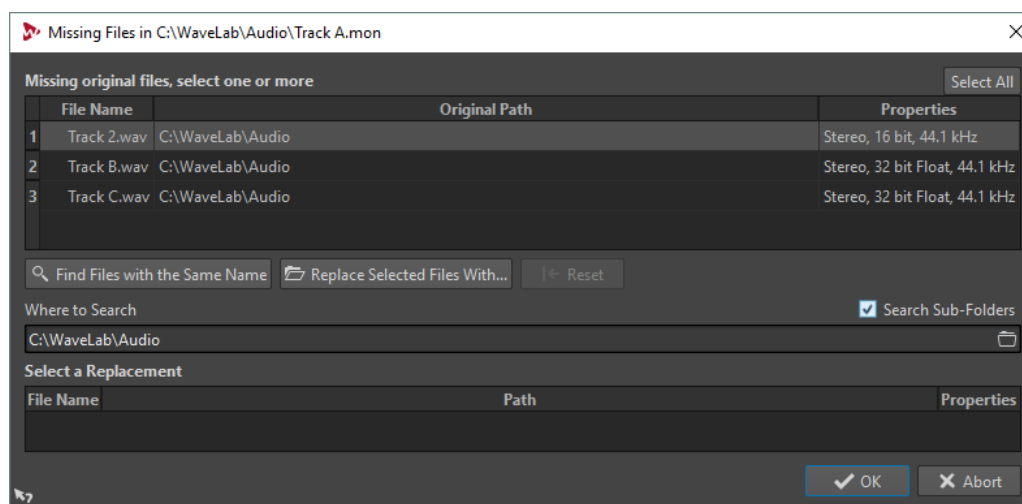 Missing Files in C:\WaveLab\Audio\Track A.mon
Missing original files, select one or more Select All
File Name Original Path Properties
1 Track 2.wav C:\WaveLab\Audio Stereo, 16 bit, 44.1 kHz
2 Track B.wav C:\WaveLab\Audio Stereo, 32 bit Float, 44.1 kHz
3 Track C.wav C:\WaveLab\Audio Stereo, 32 bit Float, 44.1 kHz
Find Files with the Same Name Replace Selected Files With... Reset
Where to Search Search Sub-Folders
C:\WaveLab\Audio
Select a Replacement
File Name Path Properties
OK Abort